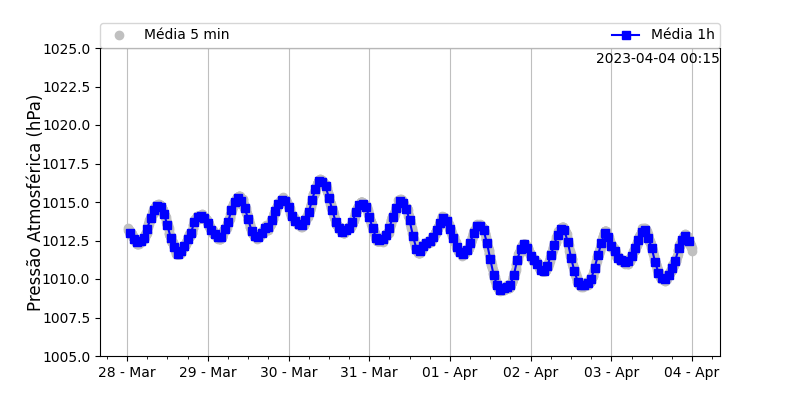 Média 5 min
Média 1h
2023-04-04 00:15
Pressão Atmosférica (hPa)
1025.0
1022.5
1020.0
1017.5
1015.0
1012.5
1010.0
1007.5
1005.0
28 - Mar
29 - Mar
30 - Mar
31 - Mar
01 - Apr
02 - Apr
03 - Apr
04 - Apr